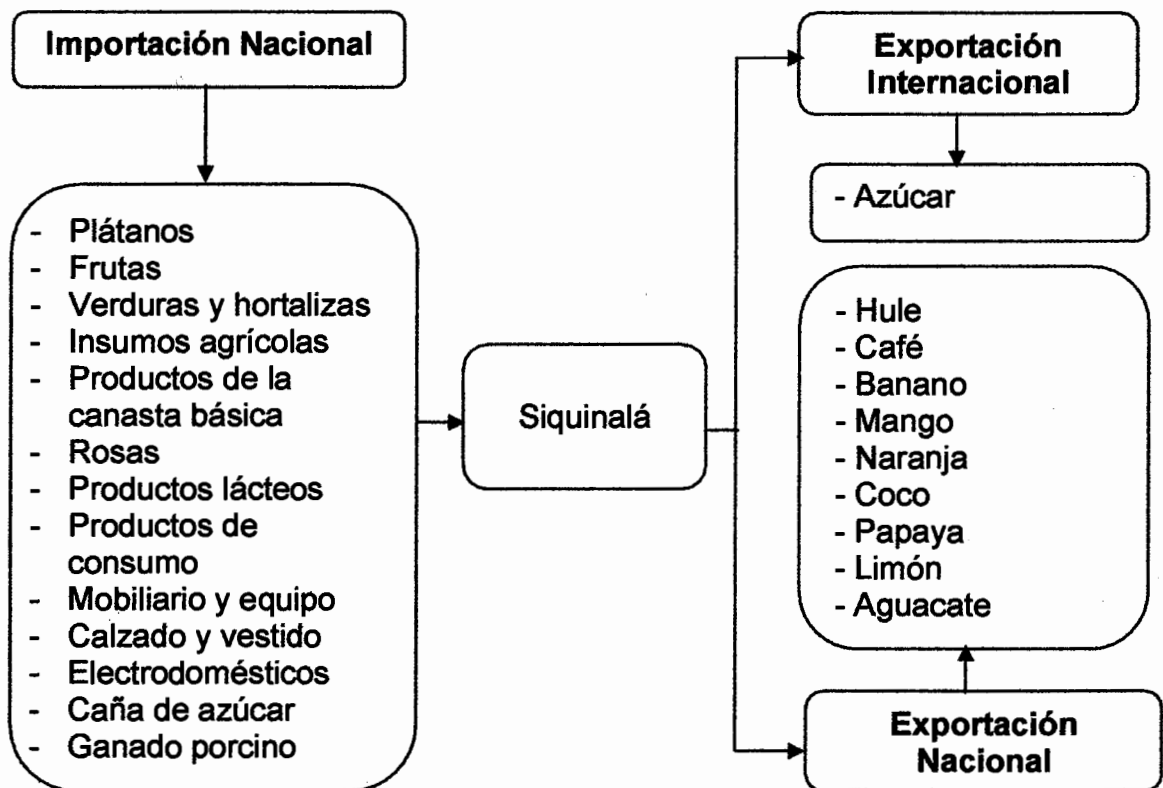 Importación Nacional
- Plátanos
- Frutas
- Verduras y hortalizas
- Insumos agrícolas
- Productos de la
canasta básica
- Rosas
- Productos lácteos
- Productos de
consumo
- Mobiliario y equipo
- Calzado y vestido
- Electrodomésticos
- Caña de azúcar
- Ganado porcino
Siquinalá
Exportación
Internacional
- Azúcar
- Hule
- Café
- Banano
- Mango
- Naranja
- Coco
- Papaya
- Limón
- Aguacate
Exportación
Nacional